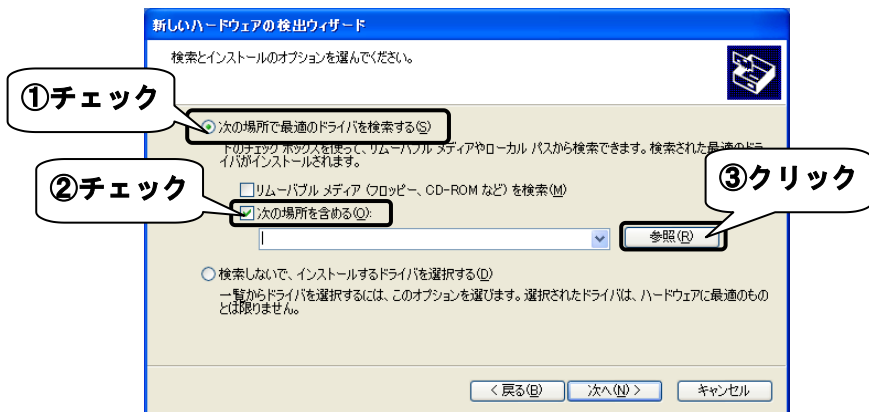 新しいハードウェアの検出ウィザード
検索とインストールのオプションを選んでください。
①チェック
次の場所で最適のドライバを検索する(S)
下のチェック ボックスを使って、リムーバブル メディアやローカル パスから検索できます。検索された最適のドラ
イバがインストールされます。
②チェック
③クリック
リムーバブル メディア (フロッピー、CD-ROM など) を検索(M)
次の場所を含める(O):
参照(R)
検索しないで、インストールするドライバを選択する(D)
一覧からドライバを選択するには、このオプションを選びます。選択されたドライバは、ハードウェアに最適のもの
とは限りません。
< 戻る(B)
次へ(N) >
キャンセル